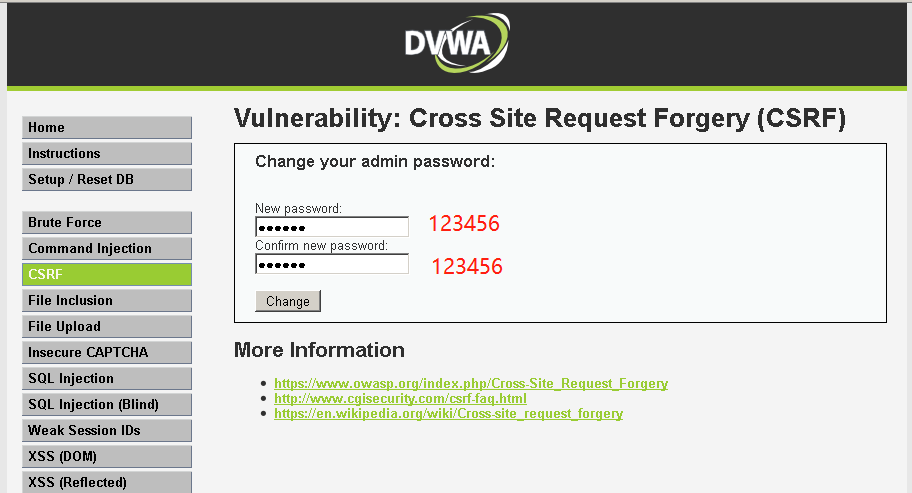 DVWA
Vulnerability: Cross Site Request Forgery (CSRF)
Home
Instructions
Setup / Reset DB
Brute Force
Command Injection
CSRF
File Inclusion
File Upload
Insecure CAPTCHA
SQL Injection
SQL Injection (Blind)
Weak Session IDs
XSS (DOM)
XSS (Reflected)
Change your admin password:
New password:
•••••• 123456
Confirm new password:
•••••• 123456
Change
More Information
• https://www.owasp.org/index.php/Cross-Site_Request_Forgery
• http://www.cgisecurity.com/csrf-faq.html
• https://en.wikipedia.org/wiki/Cross-site_request_forgery